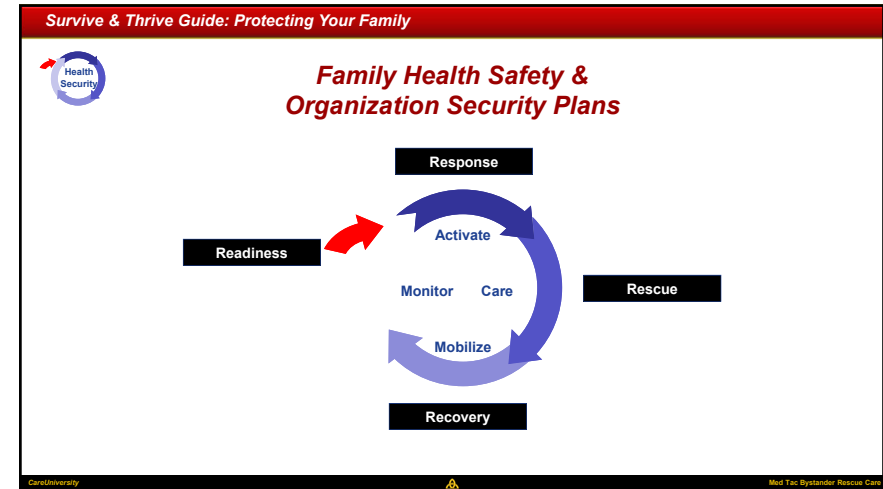 Survive & Thrive Guide: Protecting Your Family
Health
Security
Family Health Safety &
Organization Security Plans
Response
Activate
Readiness
Monitor Care
Rescue
Mobilize
Recovery
CareUniversity
Med Tac Bystander Rescue Care